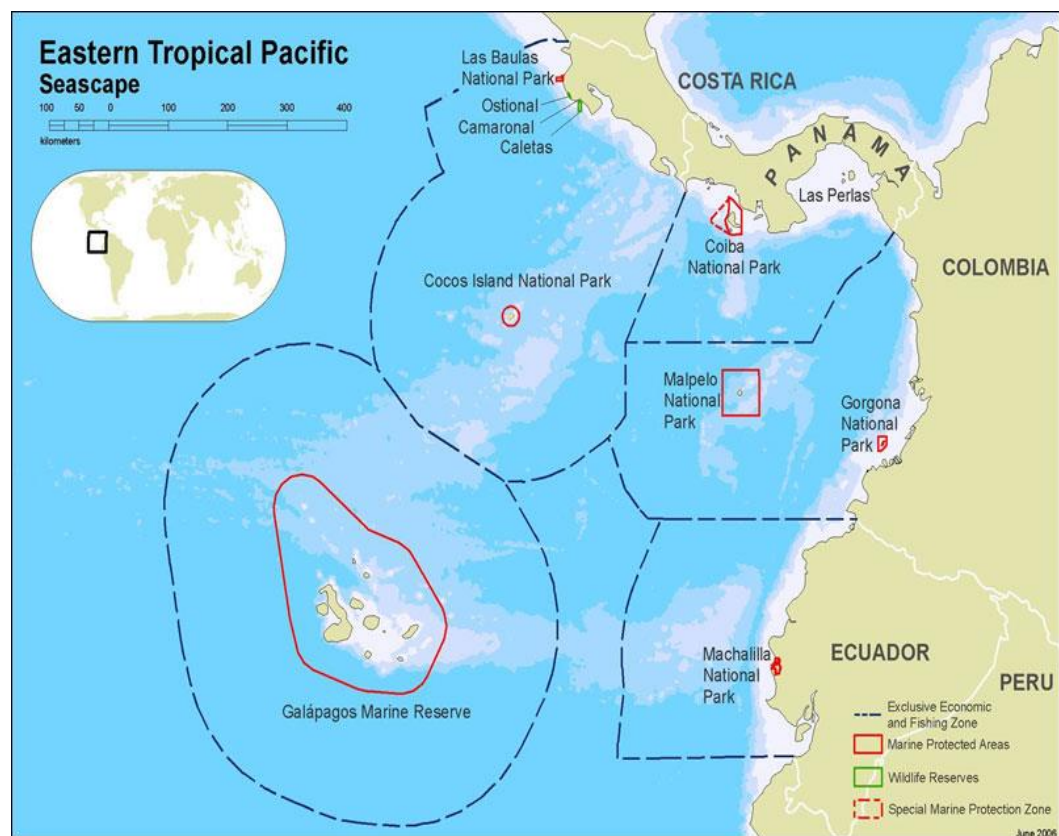 Eastern Tropical Pacific
Seascape
100 0 100 200 300 400
kilometers
Las Baulas
National Park
Ostional
Camaronal
Caletas
COSTA RICA
PANAMA
Las Perlas
Coiba
National Park
COLOMBIA
Cocos Island National Park
Malpelo
National
Park
Gorgona
National
Park
Machalilla
National
Park
ECUADOR
PERU
Galápagos Marine Reserve
Exclusive Economic
and Fishing Zone
Marine Protected Areas
Wildlife Reserves
Special Marine Protection Zone
June 2006